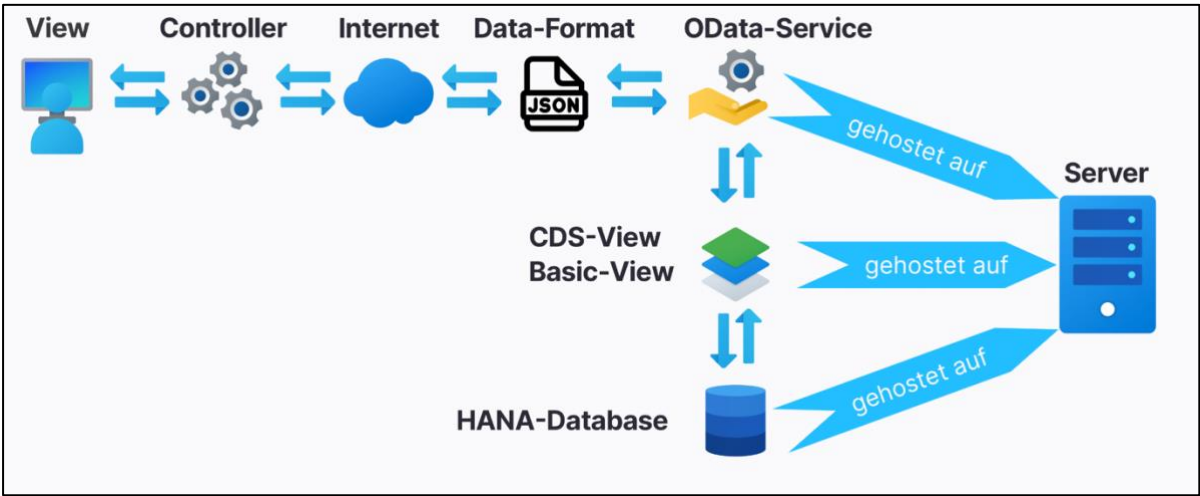 View
Controller
Internet
Data-Format
OData-Service
JSON
gehostet auf
Server
CDS-View
Basic-View
gehostet auf
gehostet auf
HANA-Database